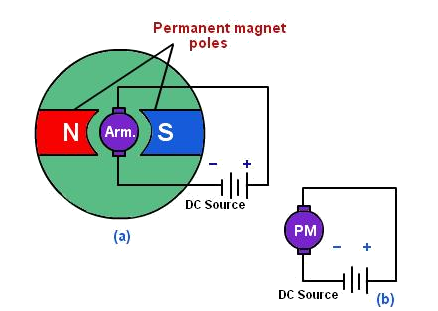 Permanent magnet
poles
N
Arm.
S
− +
DC Source
(a)
PM
− +
DC Source
(b)